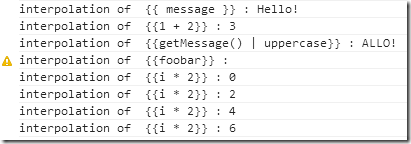 interpolation of  {{ message }} : Hello!
interpolation of  {{1 + 2}} : 3
interpolation of  {{getMessage() | uppercase}} : ALLO!
interpolation of  {{foobar}} :
interpolation of  {{i * 2}} : 0
interpolation of  {{i * 2}} : 2
interpolation of  {{i * 2}} : 4
interpolation of  {{i * 2}} : 6